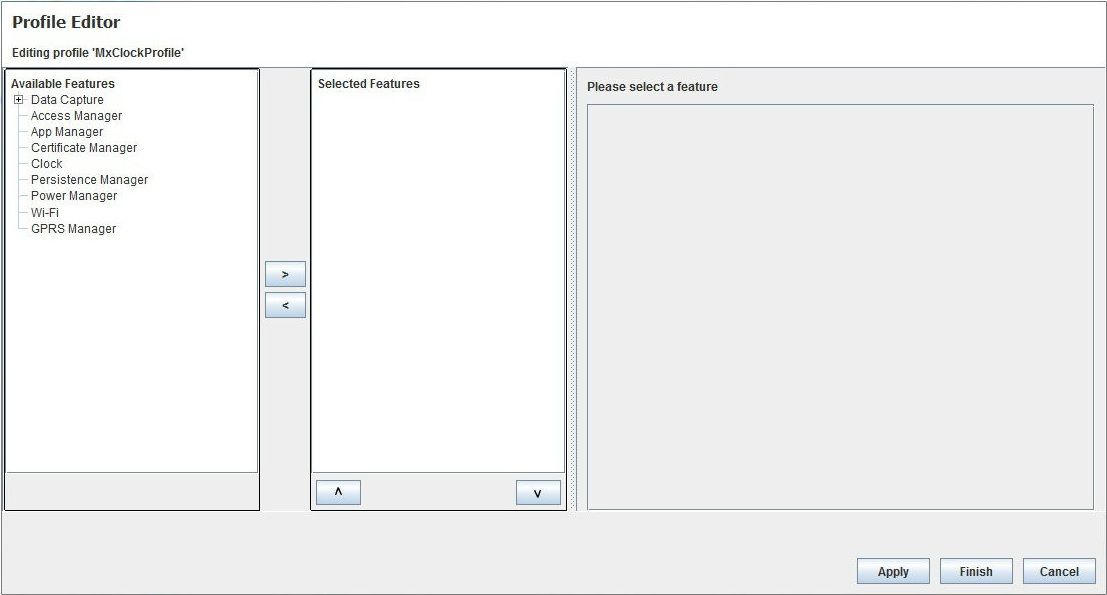 Profile Editor
Editing profile 'MxClockProfile'
Available Features
Data Capture
Access Manager
App Manager
Certificate Manager
Clock
Persistence Manager
Power Manager
Wi-Fi
GPRS Manager
>
<
Selected Features
^
v
Please select a feature
Apply
Finish
Cancel